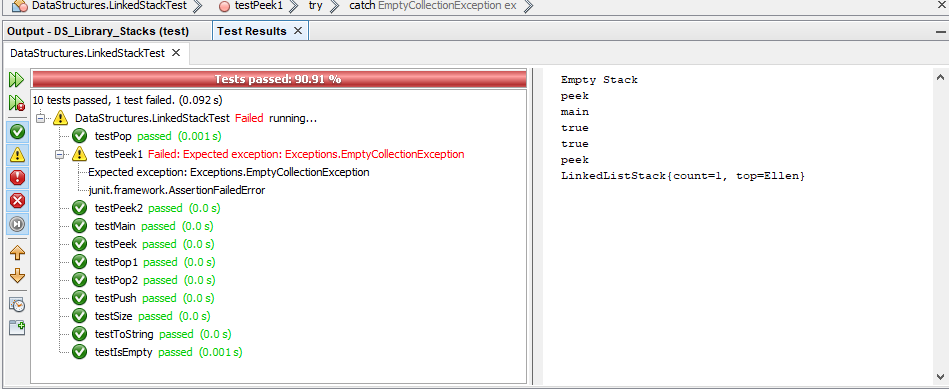 DataStructures.LinkedStackTest testPeek1 try catch EmptyCollectionException ex
Output - DS_Library_Stacks (test) Test Results
DataStructures.LinkedStackTest
Tests passed: 90.91 %
10 tests passed, 1 test failed. (0.092 s)
DataStructures.LinkedStackTest Failed running...
testPop passed (0.001 s)
testPeek1 Failed: Expected exception: Exceptions.EmptyCollectionException
Expected exception: Exceptions.EmptyCollectionException
junit.framework.AssertionFailedError
testPeek2 passed (0.0 s)
testMain passed (0.0 s)
testPeek passed (0.0 s)
testPop1 passed (0.0 s)
testPop2 passed (0.0 s)
testPush passed (0.0 s)
testSize passed (0.0 s)
testToString passed (0.0 s)
testIsEmpty passed (0.001 s)
Empty Stack
peek
main
true
true
peek
LinkedListStack{count=1, top=Ellen}